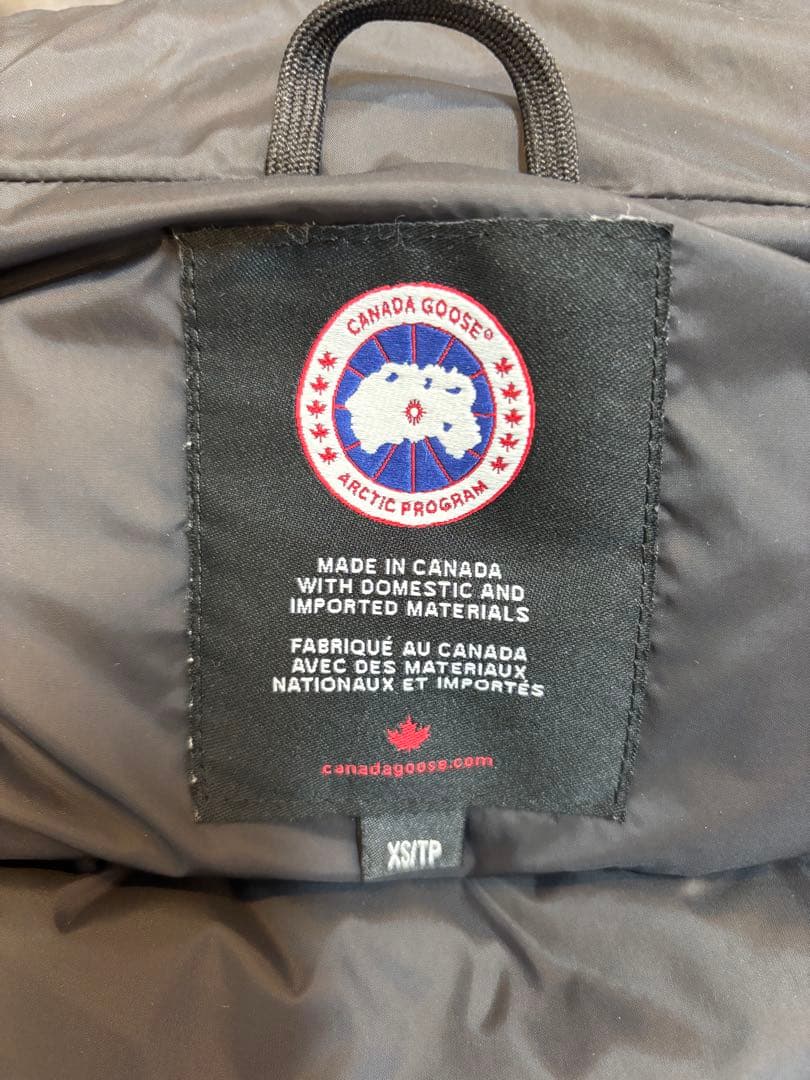 CANADA GOOSE®
ARCTIC PROGRAM
MADE IN CANADA
WITH DOMESTIC AND
IMPORTED MATERIALS
FABRIQUÉ AU CANADA
AVEC DES MATERIAUX
NATIONAUX ET IMPORTÉS
canadagoose.com
XS/TP